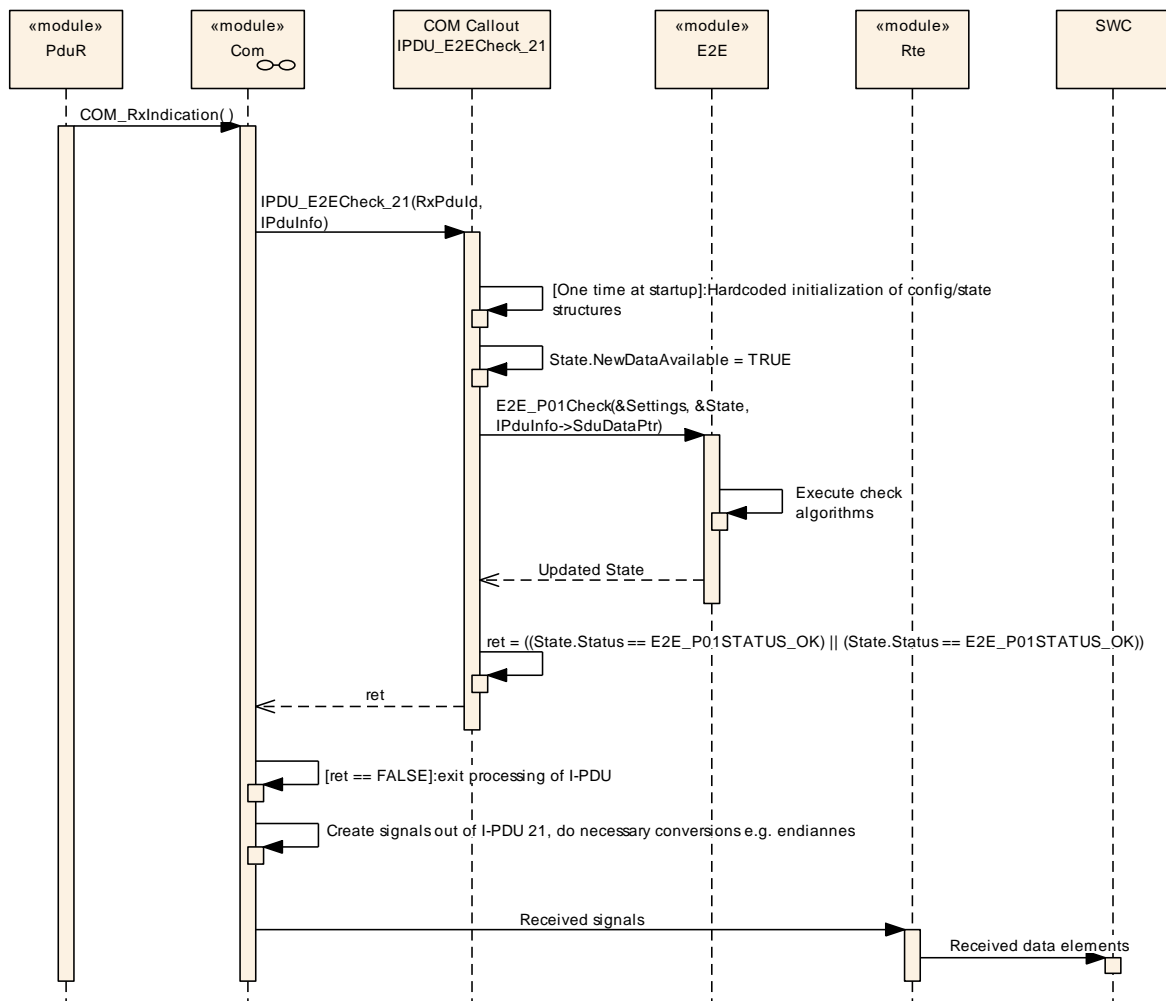 «module»
PduR
«module»
Com
COM Callout
IPDU_E2ECheck_21
«module»
E2E
«module»
Rte
SWC
COM_RxIndication( )
IPDU_E2ECheck_21(RxPduId,
IPduInfo)
[One time at startup]:Hardcoded initialization of config/state
structures
State.NewDataAvailable = TRUE
E2E_P01Check(&Settings, &State,
IPduInfo->SduDataPtr)
Execute check
algorithms
Updated State
ret = ((State.Status == E2E_P01STATUS_OK) || (State.Status == E2E_P01STATUS_OK))
ret
[ret == FALSE]:exit processing of I-PDU
Create signals out of I-PDU 21, do necessary conversions e.g. endiannes
Received signals
Received data elements